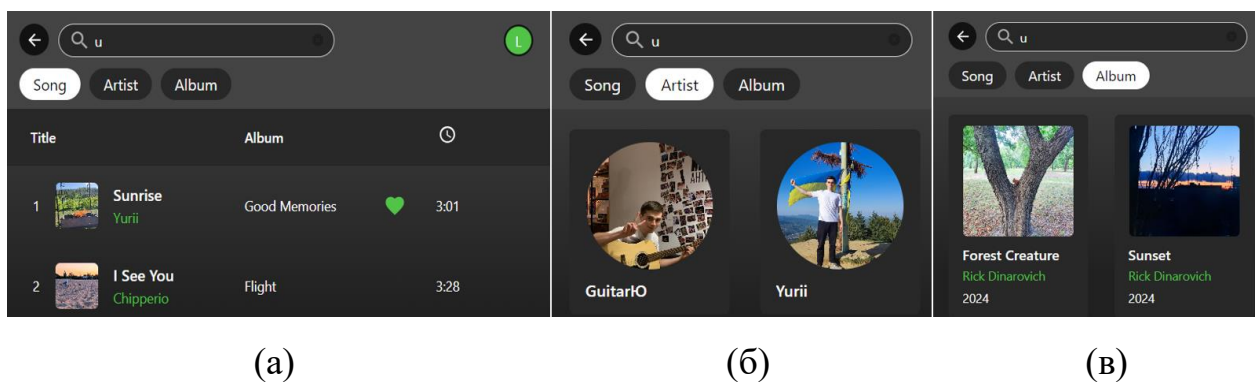 u
L
Song Artist Album
Title Album
1 Sunrise Good Memories 3:01
Yurii
2 I See You Flight 3:28
Chipperio
u
Song Artist Album
GuitarЮ Yurii
u
Song Artist Album
Forest Creature Sunset
Rick Dinarovich Rick Dinarovich
2024 2024
(а) (б) (в)